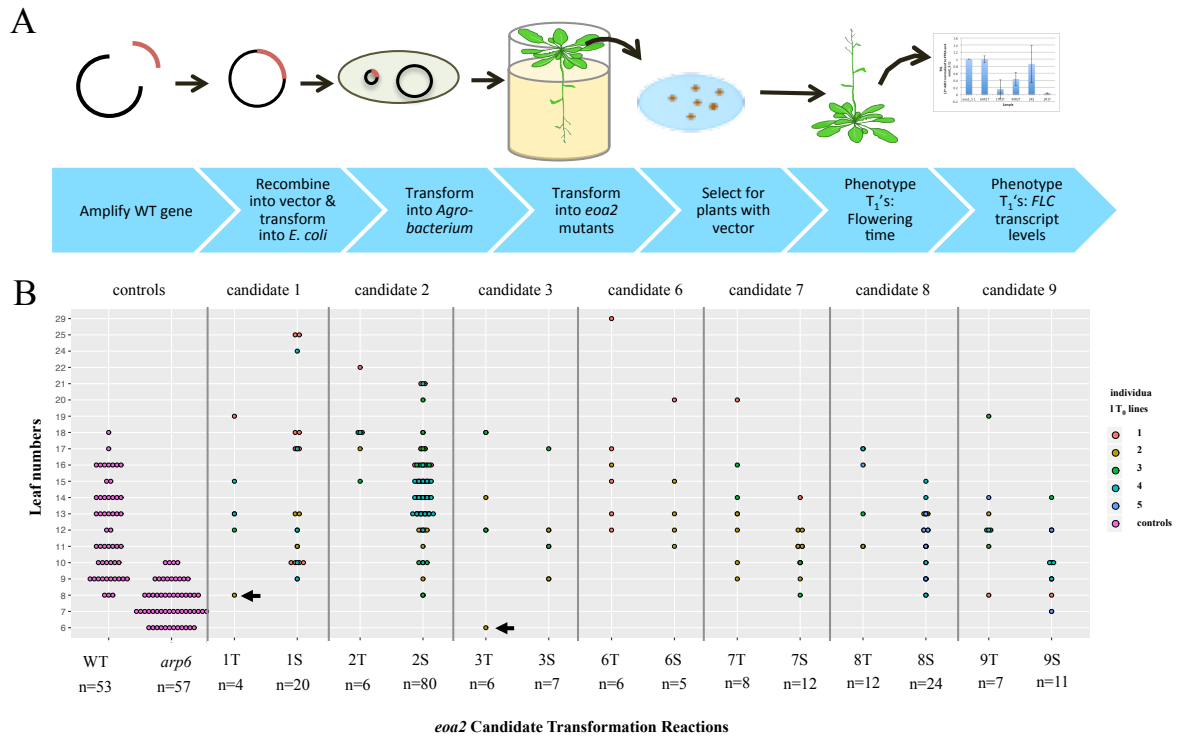 A
Amplify WT gene
Recombine
into vector &
transform
into E. coli
Transform
into Agro-
bacterium
Transform
into eoa2
mutants
Select for
plants with
vector
Phenotype
T1's:
Flowering
time
Phenotype
T1's: FLC
transcript
levels
B
controls
candidate 1
candidate 2
candidate 3
candidate 6
candidate 7
candidate 8
candidate 9
Leaf numbers
29
25
24
22
21
20
19
18
17
16
15
14
13
12
11
10
9
8
7
6
WT
arp6
1T
1S
2T
2S
3T
3S
6T
6S
7T
7S
8T
8S
9T
9S
n=53
n=57
n=4
n=20
n=6
n=80
n=6
n=7
n=6
n=5
n=8
n=12
n=12
n=24
n=7
n=11
eoa2 Candidate Transformation Reactions
individua
l T0 lines
1
2
3
4
5
controls